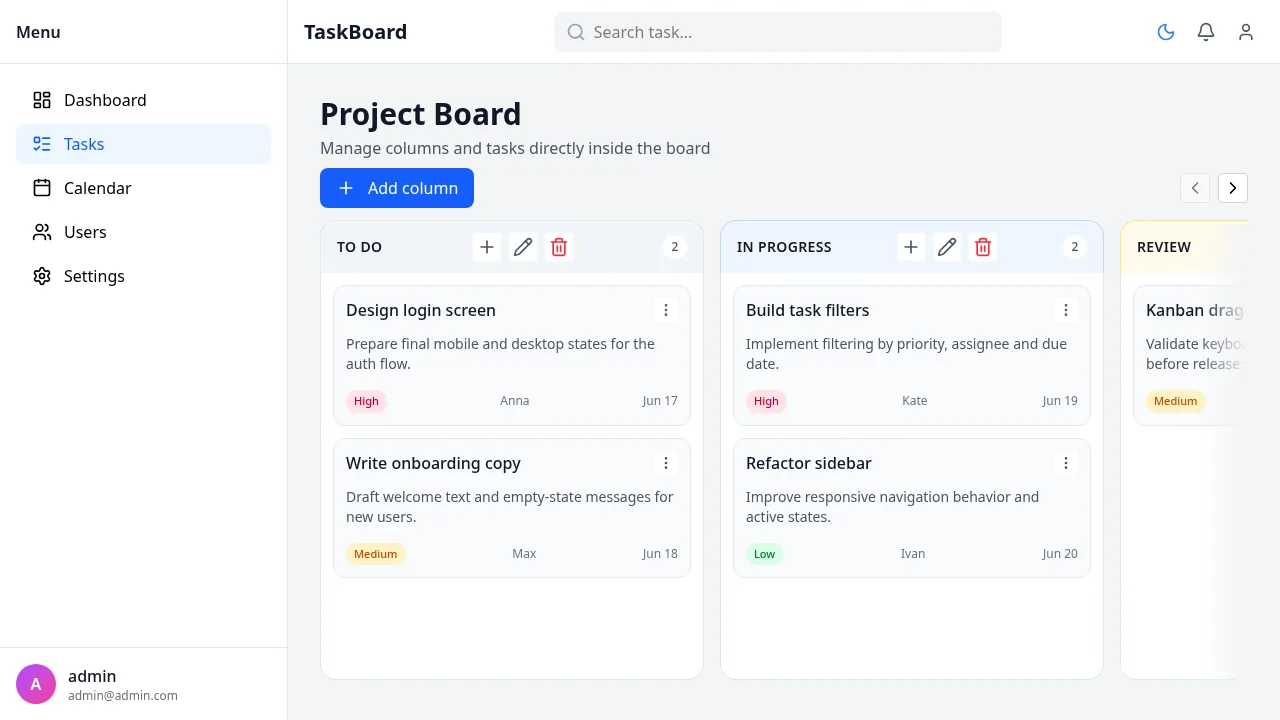 Menu
TaskBoard
Search task...
Dashboard
Tasks
Calendar
Users
Settings
Project Board
Manage columns and tasks directly inside the board
Add column
TO DO
2
Design login screen
Prepare final mobile and desktop states for the
auth flow.
High
Anna
Jun 17
Write onboarding copy
Draft welcome text and empty-state messages for
new users.
Medium
Max
Jun 18
IN PROGRESS
2
Build task filters
Implement filtering by priority, assignee and due
date.
High
Kate
Jun 19
Refactor sidebar
Improve responsive navigation behavior and
active states.
Low
Ivan
Jun 20
REVIEW
Kanban drag
Validate
before release.
Medium
A
admin
admin@admin.com